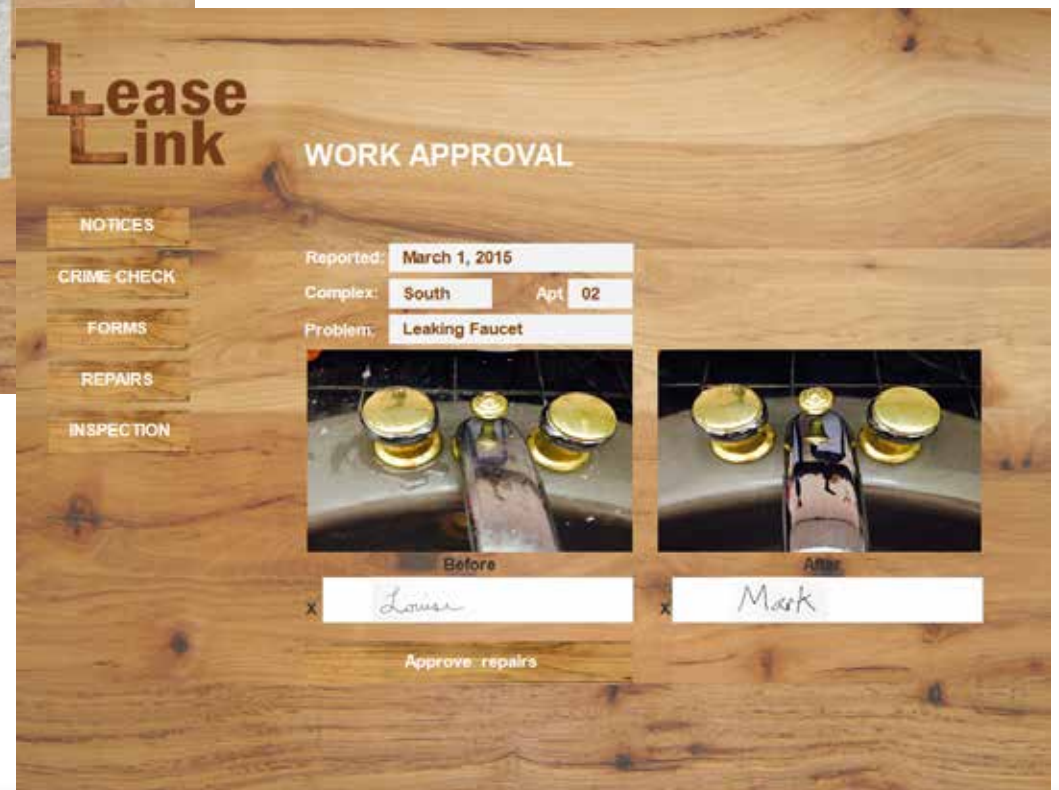 Lease
Link
WORK APPROVAL
NOTICES
CRIME CHECK
FORMS
REPAIRS
INSPECTION
Reported: March 1, 2015
Complex: South Apt 02
Problem: Leaking Faucet
Before After
x Louise x Mark
Approve repairs